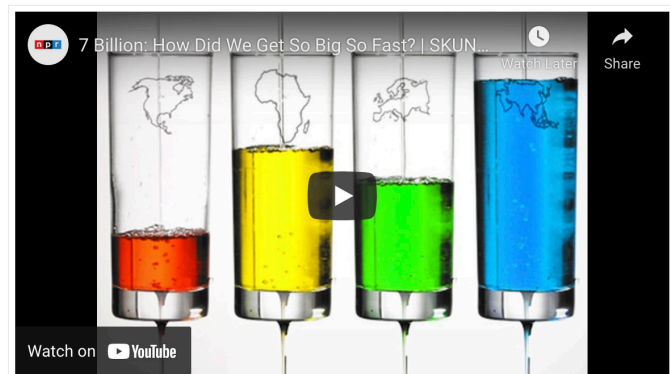 npr
7 Billion: How Did We Get So Big So Fast? | SKUN...
Watch Later
Share
Watch on YouTube